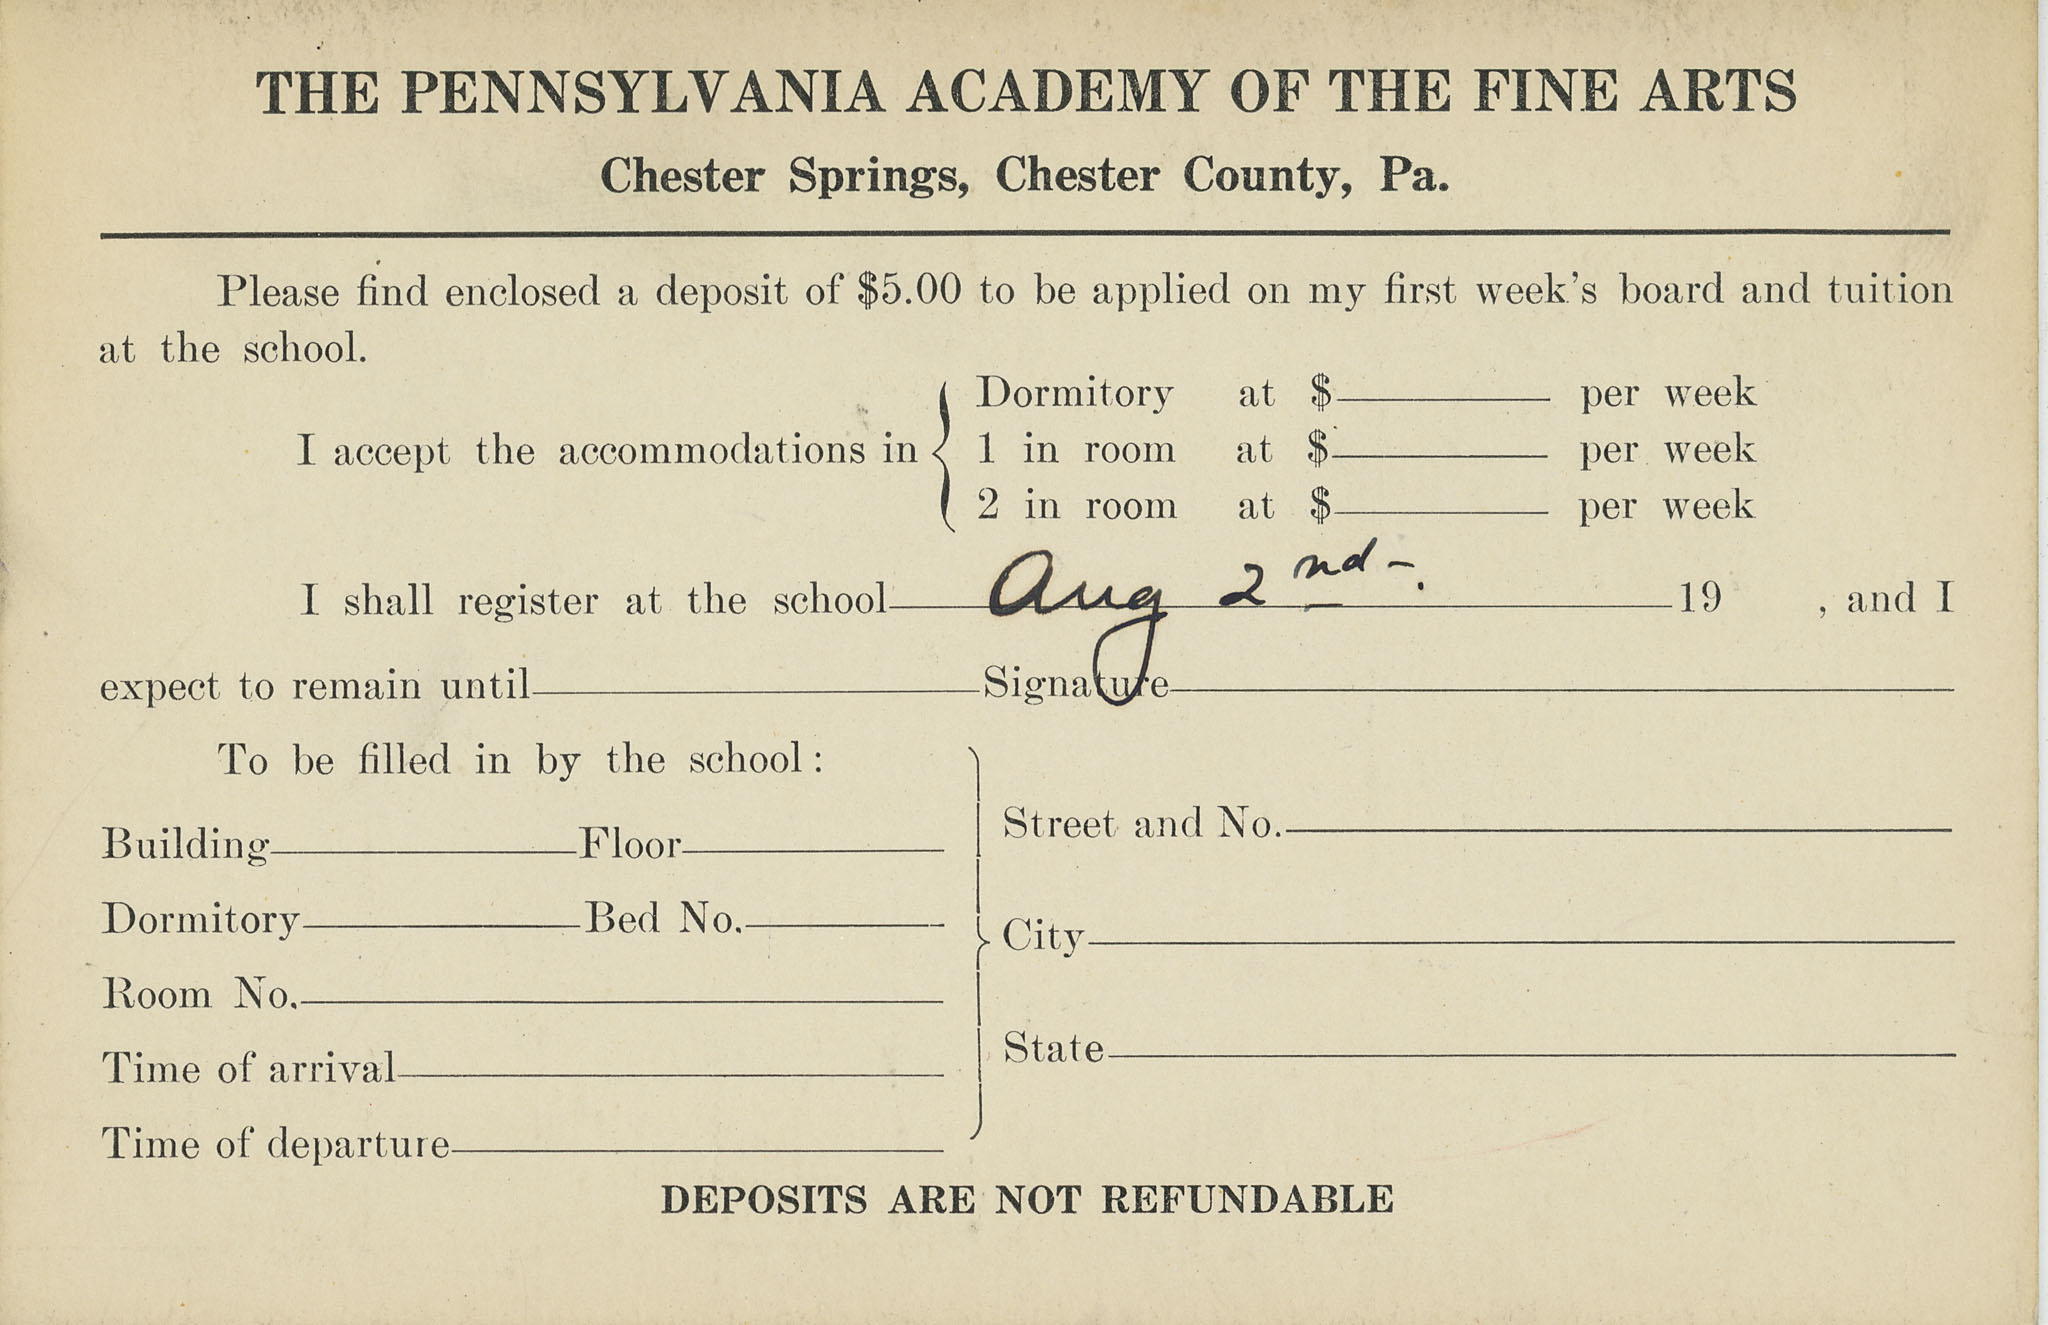 THE PENNSYLVANIA ACADEMY OF THE FINE ARTS
Chester Springs, Chester County, Pa.
Please find enclosed a deposit of $5.00 to be applied on my first week's board and tuition
at the school.
Dormitory at $ per week
I accept the accommodations in 1 in room at $ per week
2 in room at $ per week
I shall register at the school Aug 2nd-. 19 , and I
expect to remain until Signature
To be filled in by the school:
Street and No.
Building Floor
Dormitory Bed No.
City
Room No.
State
Time of arrival
Time of departure
DEPOSITS ARE NOT REFUNDABLE